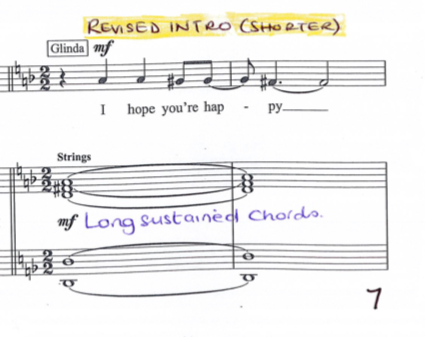 REVISED INTRO (SHORTER)
Glinda mf
I hope you're hap - py
Strings
mf Long sustained Chords.
7